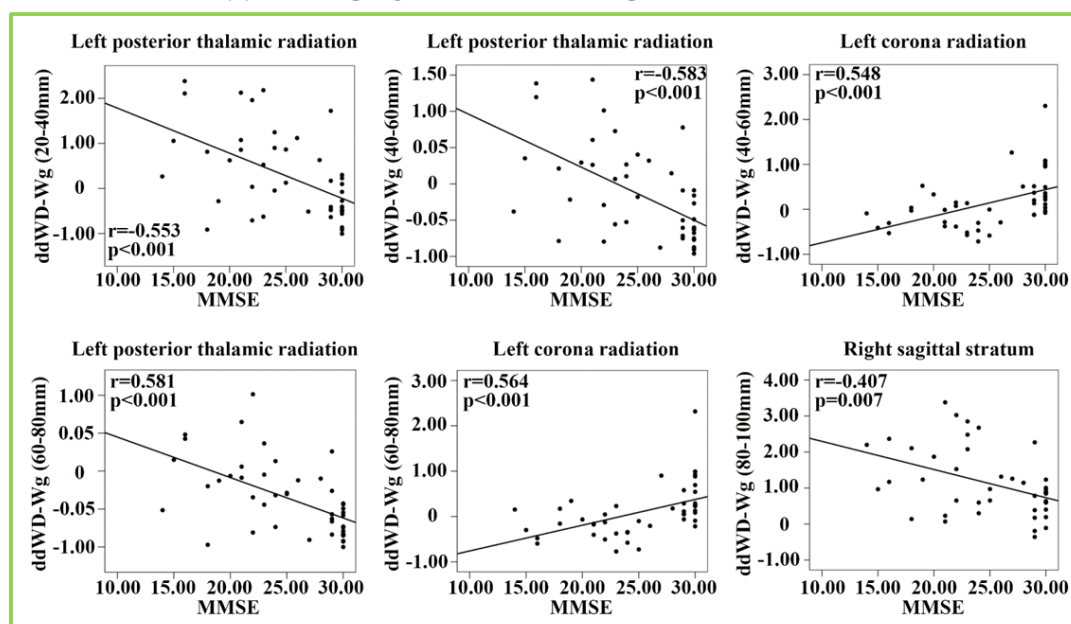 Left posterior thalamic radiation
ddWD-Wg (20-40mm)
2.00
1.00
0
-1.00
r=-0.553
p<0.001
10.00 15.00 20.00 25.00 30.00
MMSE
Left posterior thalamic radiation
ddWD-Wg (40-60mm)
1.50
1.00
0.05
0
-0.05
-1.00
r=-0.583
p<0.001
10.00 15.00 20.00 25.00 30.00
MMSE
Left corona radiation
ddWD-Wg (40-60mm)
3.00
2.00
1.00
0
-1.00
r=0.548
p<0.001
10.00 15.00 20.00 25.00 30.00
MMSE
Left posterior thalamic radiation
ddWD-Wg (60-80mm)
1.00
0.05
0
-0.05
-1.00
r=0.581
p<0.001
10.00 15.00 20.00 25.00 30.00
MMSE
Left corona radiation
ddWD-Wg (60-80mm)
3.00
2.00
1.00
0
-1.00
r=0.564
p<0.001
10.00 15.00 20.00 25.00 30.00
MMSE
Right sagittal stratum
ddWD-Wg (80-100mm)
4.00
3.00
2.00
1.00
0
-1.00
r=-0.407
p=0.007
10.00 15.00 20.00 25.00 30.00
MMSE